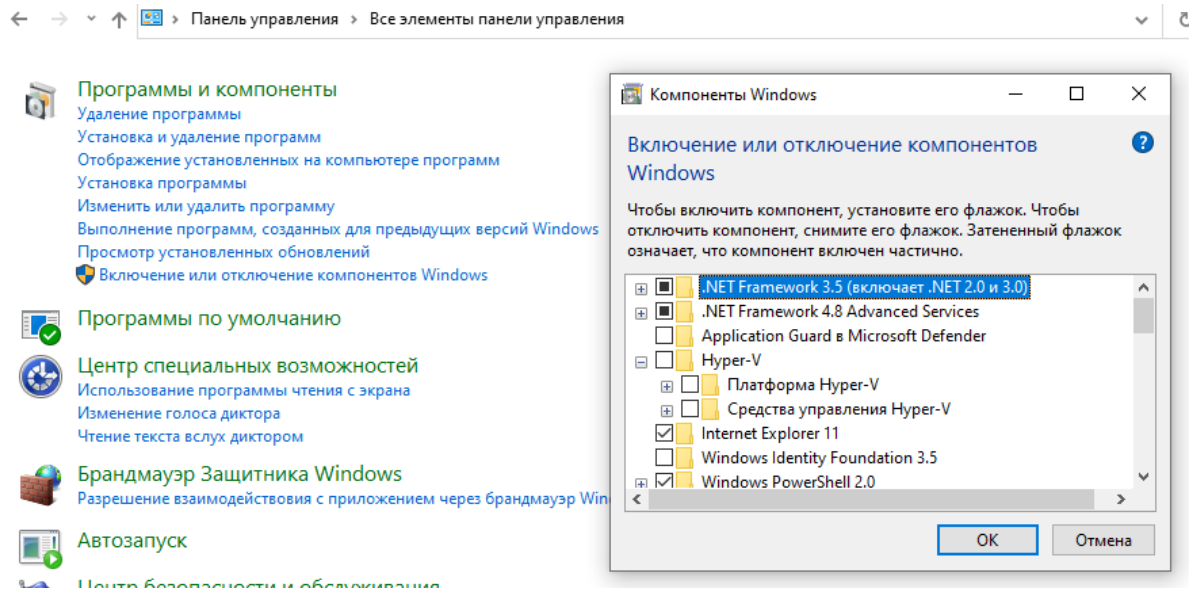 Панель управления > Все элементы панели управления
Программы и компоненты
Удаление программы
Установка и удаление программ
Отображение установленных на компьютере программ
Установка программы
Изменить или удалить программу
Выполнение программ, созданных для предыдущих версий Windows
Просмотр установленных обновлений
Включение или отключение компонентов Windows
Программы по умолчанию
Центр специальных возможностей
Использование программы чтения с экрана
Изменение голоса диктора
Чтение текста вслух диктором
Брандмауэр Защитника Windows
Разрешение взаимодействовия с приложением через брандмауэр Win
Автозапуск
Центр безопасности и обслуживания
Компоненты Windows
Включение или отключение компонентов
Windows
Чтобы включить компонент, установите его флажок. Чтобы
отключить компонент, снимите его флажок. Затененный флажок
означает, что компонент включен частично.
.NET Framework 3.5 (включает .NET 2.0 и 3.0)
.NET Framework 4.8 Advanced Services
Application Guard в Microsoft Defender
Hyper-V
Платформа Hyper-V
Средства управления Hyper-V
Internet Explorer 11
Windows Identity Foundation 3.5
Windows PowerShell 2.0
ОК
Отмена